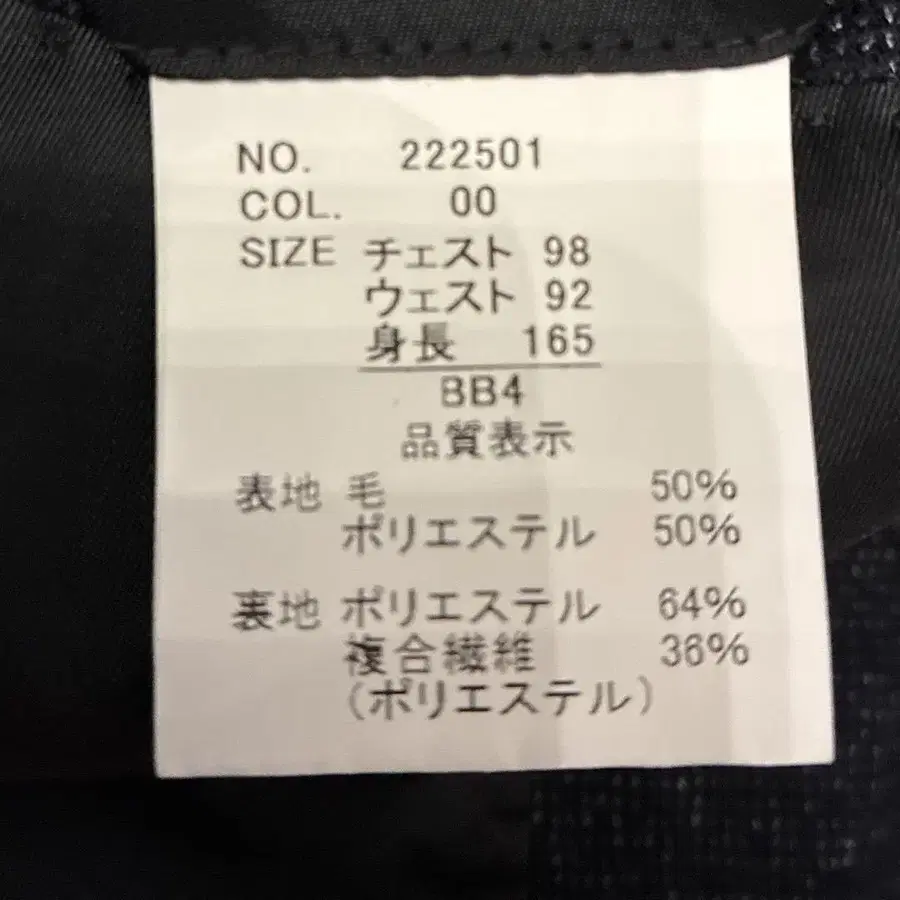 NO. 222501
COL. 00
SIZE チェスト 98
ウェスト 92
身長 165
BB4
品質表示
表地 毛 50%
ポリエステル 50%
裏地 ポリエステル 64%
複合繊維 36%
(ポリエステル)